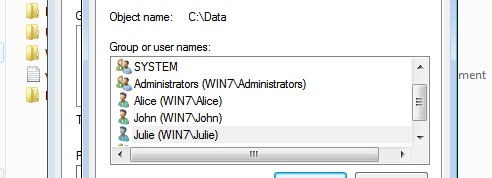 Object name: C:\Data
Group or user names:
SYSTEM
Administrators (WIN7\Administrators)
Alice (WIN7\Alice)
John (WIN7\John)
Julie (WIN7\Julie)
ment